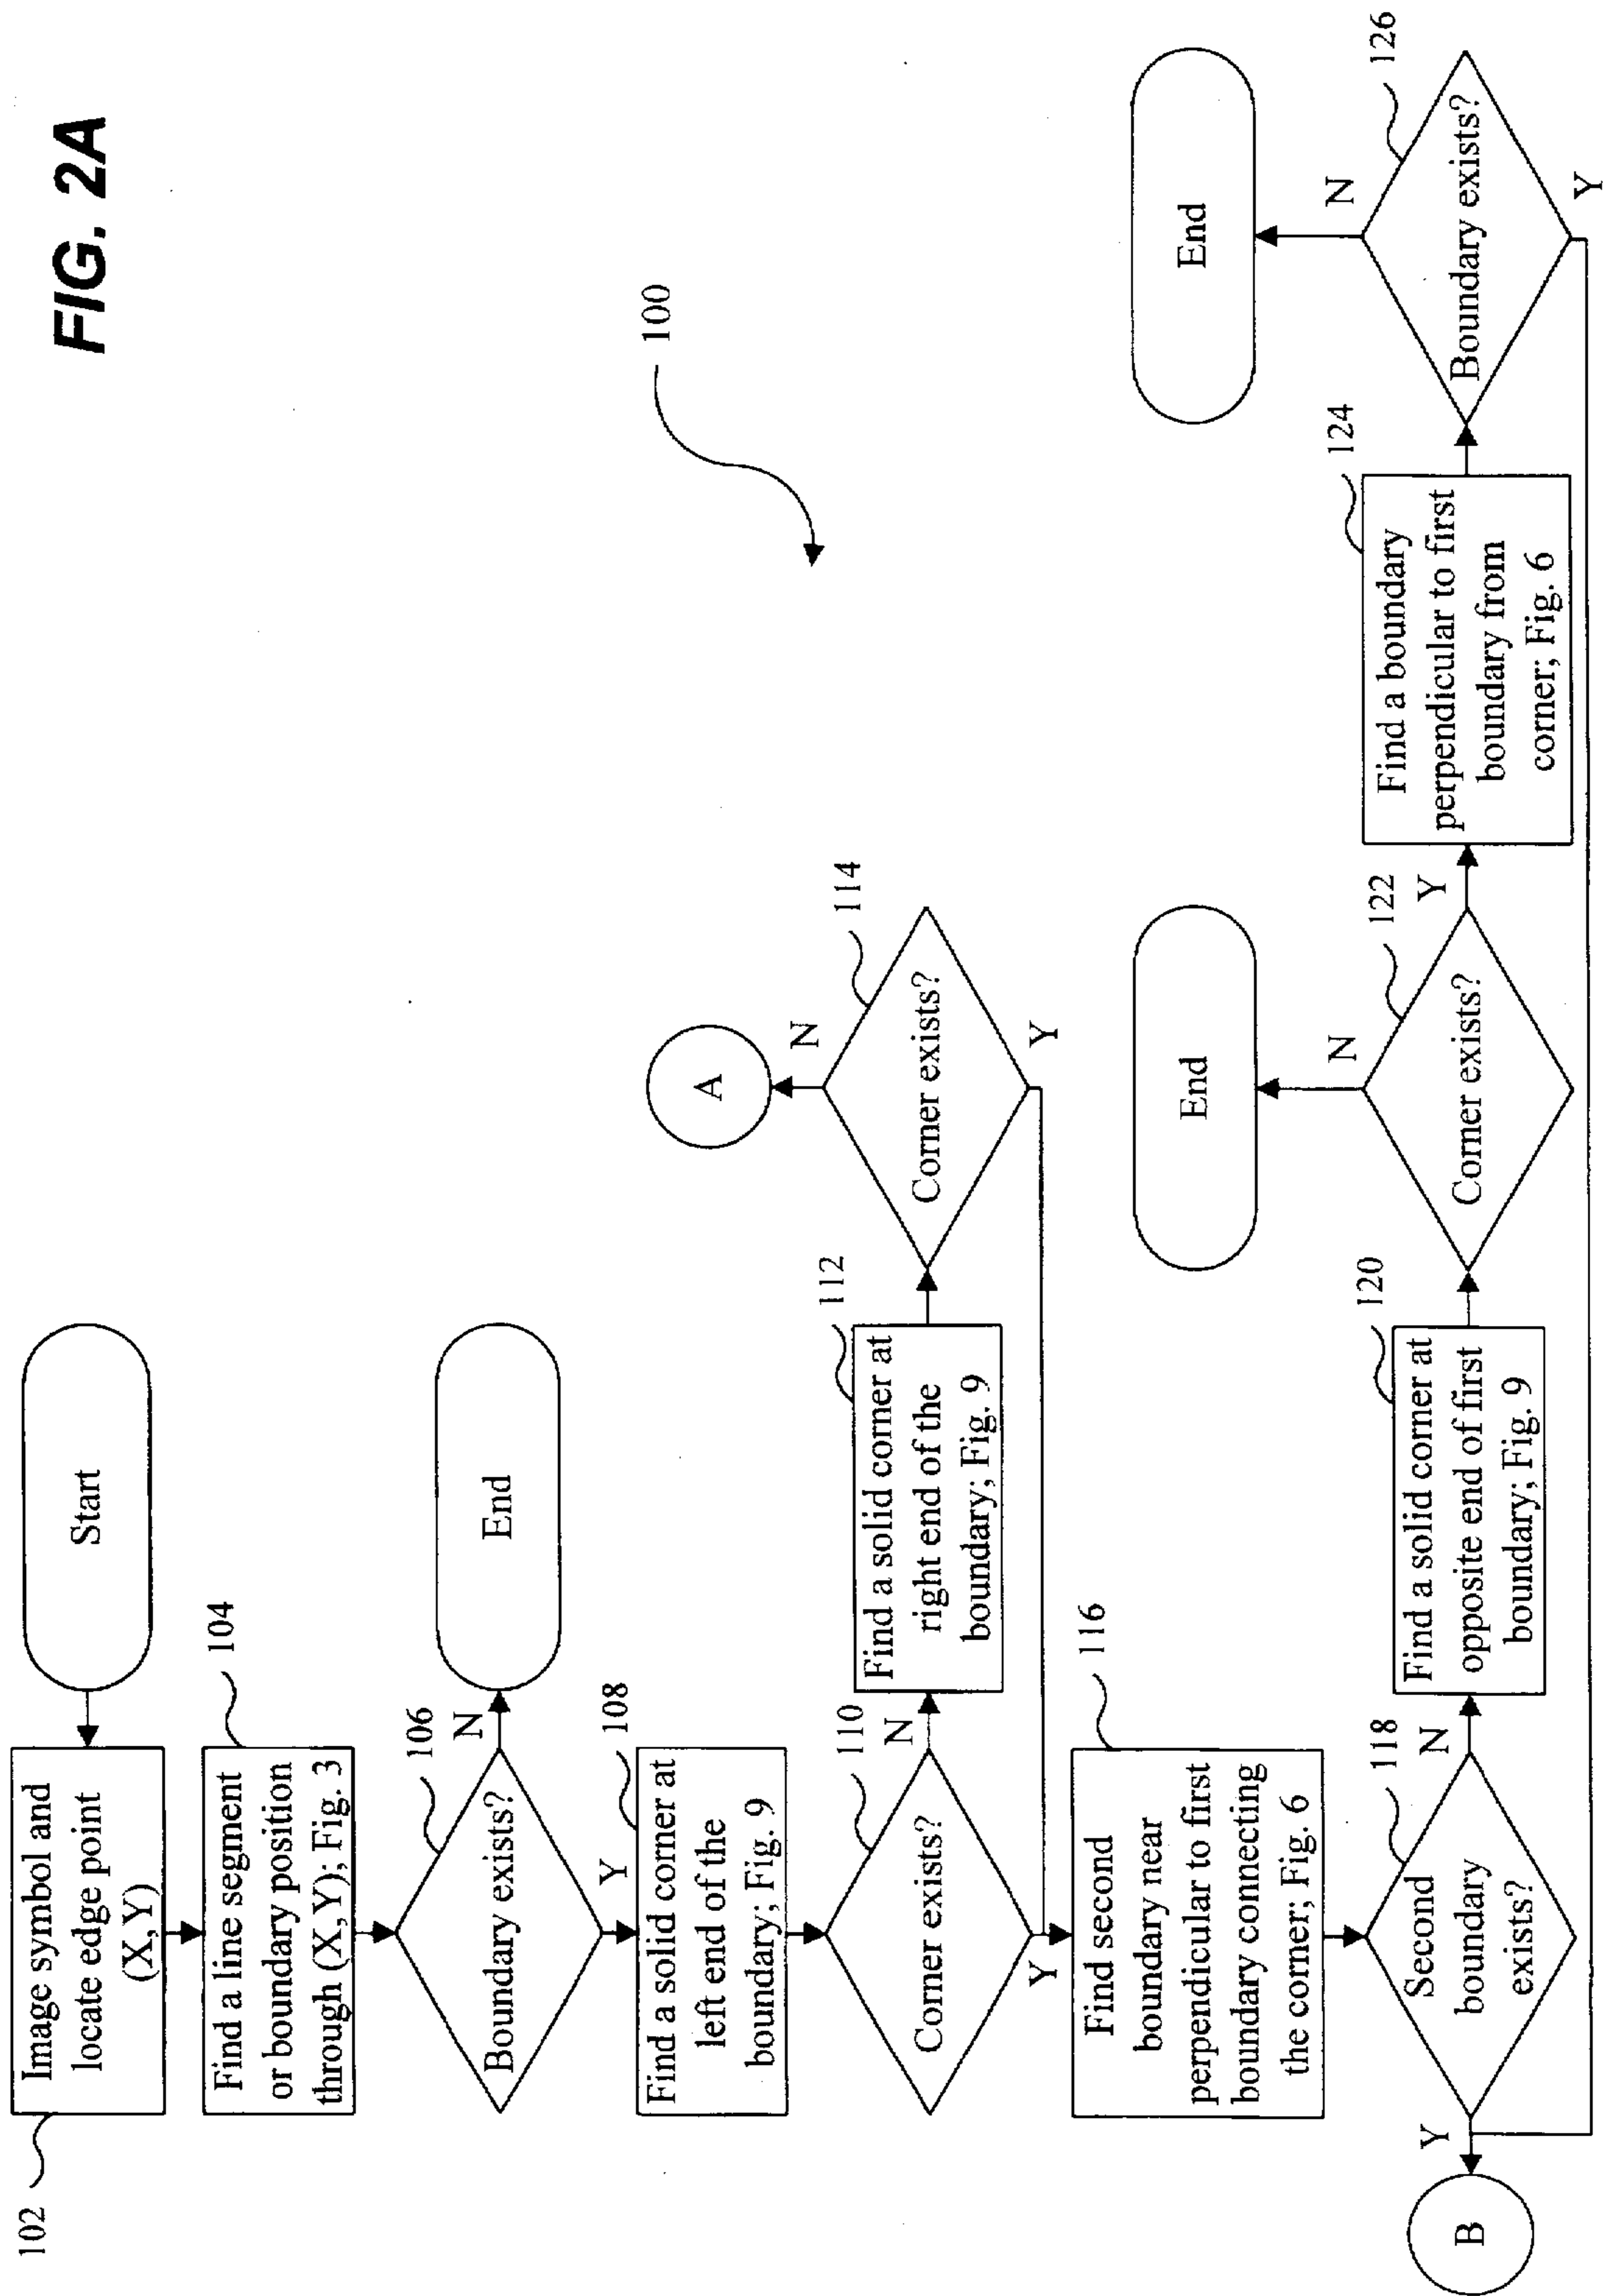 FIG. 2A
100
Start
102
Image symbol and
locate edge point
(X,Y)
104
Find a line segment
or boundary position
through (X,Y); Fig. 3
106
Boundary exists?
N
End
Y
108
Find a solid corner at
left end of the
boundary; Fig. 9
110
Corner exists?
N
112
Find a solid corner at
right end of the
boundary; Fig. 9
114
Corner exists?
N
A
Y
Y
116
Find second
boundary near
perpendicular to first
boundary connecting
the corner; Fig. 6
118
Second
boundary
exists?
Y
B
N
120
Find a solid corner at
opposite end of first
boundary; Fig. 9
122
Corner exists?
N
End
Y
124
Find a boundary
perpendicular to first
boundary from
corner; Fig. 6
126
Boundary exists?
N
End
Y